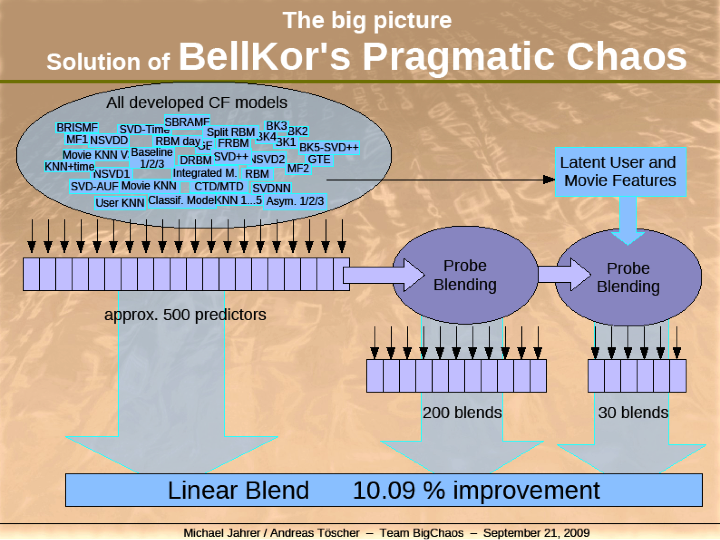 The big picture
Solution of BellKor's Pragmatic Chaos
All developed CF models
SBRAMF
BRISMF SVD-Time Split RBM BK3 BK2
MF1 NSVDD RBM day FRBM BK4 BK1 BK5-SVD++
Movie KNN V Baseline 1/2/3 DRBM SVD++ NSVD2 GTE
KNN+time NSVD1 Integrated M. RBM MF2
SVD-AUF Movie KNN CTD/MTD SVDNN
User KNN Classif. Model KNN 1...5 Asym. 1/2/3
Latent User and
Movie Features
Probe
Blending
Probe
Blending
approx. 500 predictors
200 blends
30 blends
Linear Blend 10.09 % improvement
Michael Jahrer / Andreas Töscher – Team BigChaos – September 21, 2009